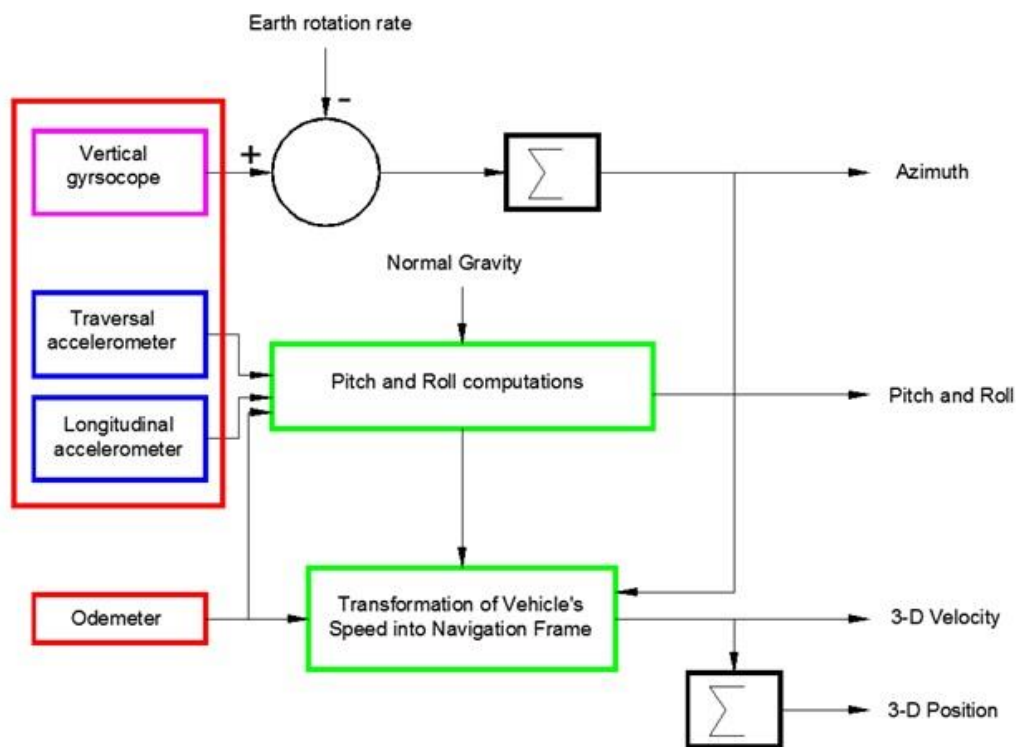 Earth rotation rate
-
+
Vertical
gyrsocope
Σ
Azimuth
Normal Gravity
Traversal
accelerometer
Pitch and Roll computations
Pitch and Roll
Longitudinal
accelerometer
Odemeter
Transformation of Vehicle's
Speed into Navigation Frame
3-D Velocity
Σ
3-D Position